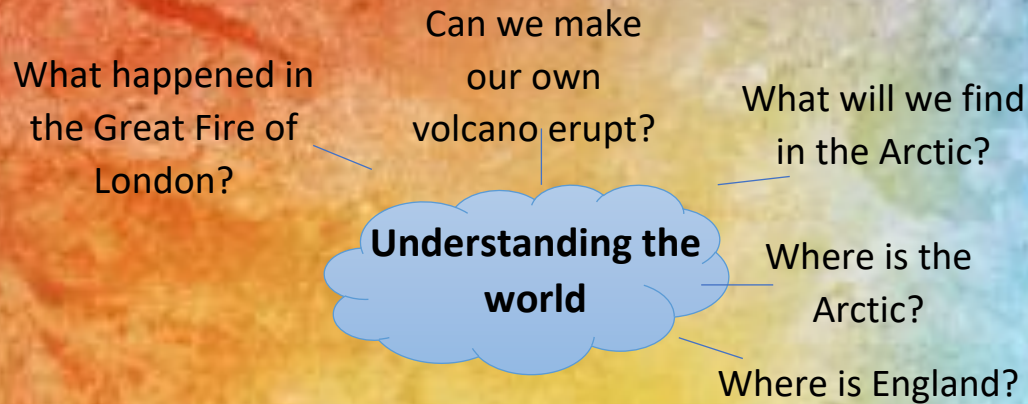 What happened in
the Great Fire of
London?
Can we make
our own
volcano erupt?
What will we find
in the Arctic?
Understanding the
world
Where is the
Arctic?
Where is England?